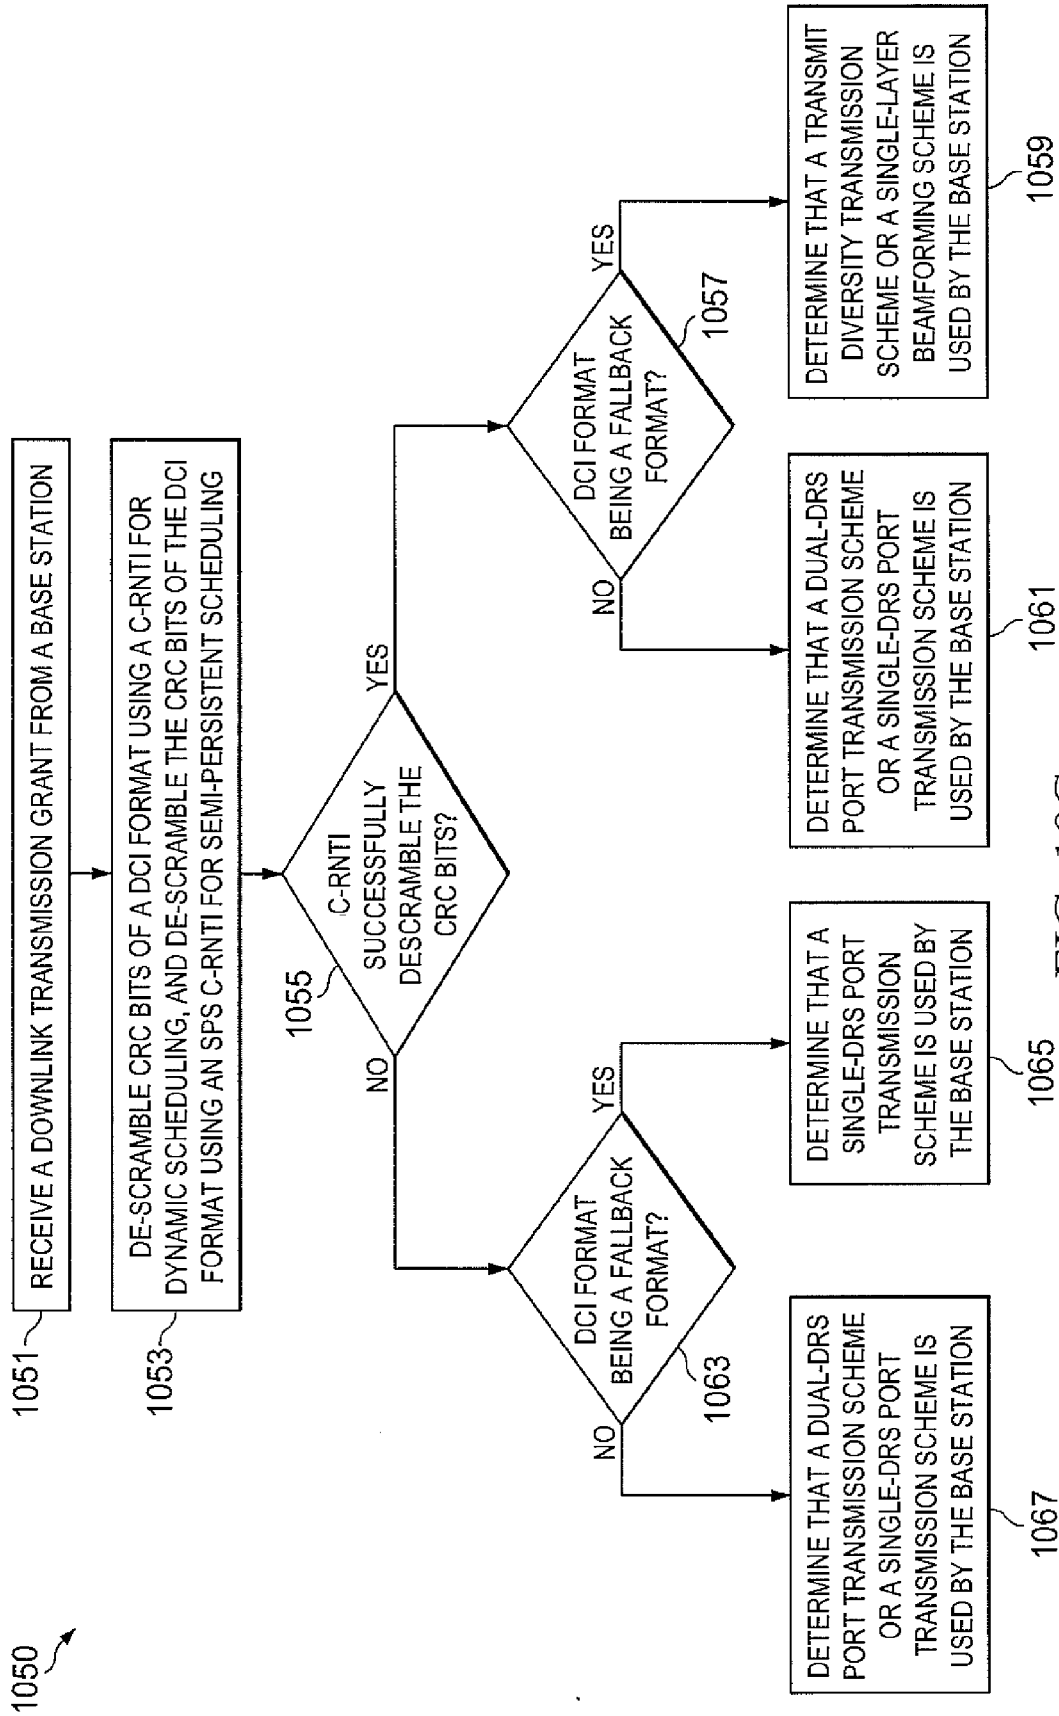 1050
1051
RECEIVE A DOWNLINK TRANSMISSION GRANT FROM A BASE STATION
1053
DE-SCRAMBLE CRC BITS OF A DCI FORMAT USING A C-RNTI FOR
DYNAMIC SCHEDULING, AND DE-SCRAMBLE THE CRC BITS OF THE DCI
FORMAT USING AN SPS C-RNTI FOR SEMI-PERSISTENT SCHEDULING
1055
C-RNTI
SUCCESSFULLY
DESCRAMBLE THE
CRC BITS?
NO
YES
DCI FORMAT
BEING A FALLBACK
FORMAT?
1063
NO
YES
DCI FORMAT
BEING A FALLBACK
FORMAT?
1057
NO
YES
DETERMINE THAT A DUAL-DRS
PORT TRANSMISSION SCHEME
OR A SINGLE-DRS PORT
TRANSMISSION SCHEME IS
USED BY THE BASE STATION
1067
DETERMINE THAT A
SINGLE-DRS PORT
TRANSMISSION
SCHEME IS USED BY
THE BASE STATION
1065
DETERMINE THAT A DUAL-DRS
PORT TRANSMISSION SCHEME
OR A SINGLE-DRS PORT
TRANSMISSION SCHEME IS
USED BY THE BASE STATION
1061
DETERMINE THAT A TRANSMIT
DIVERSITY TRANSMISSION
SCHEME OR A SINGLE-LAYER
BEAMFORMING SCHEME IS
USED BY THE BASE STATION
1059